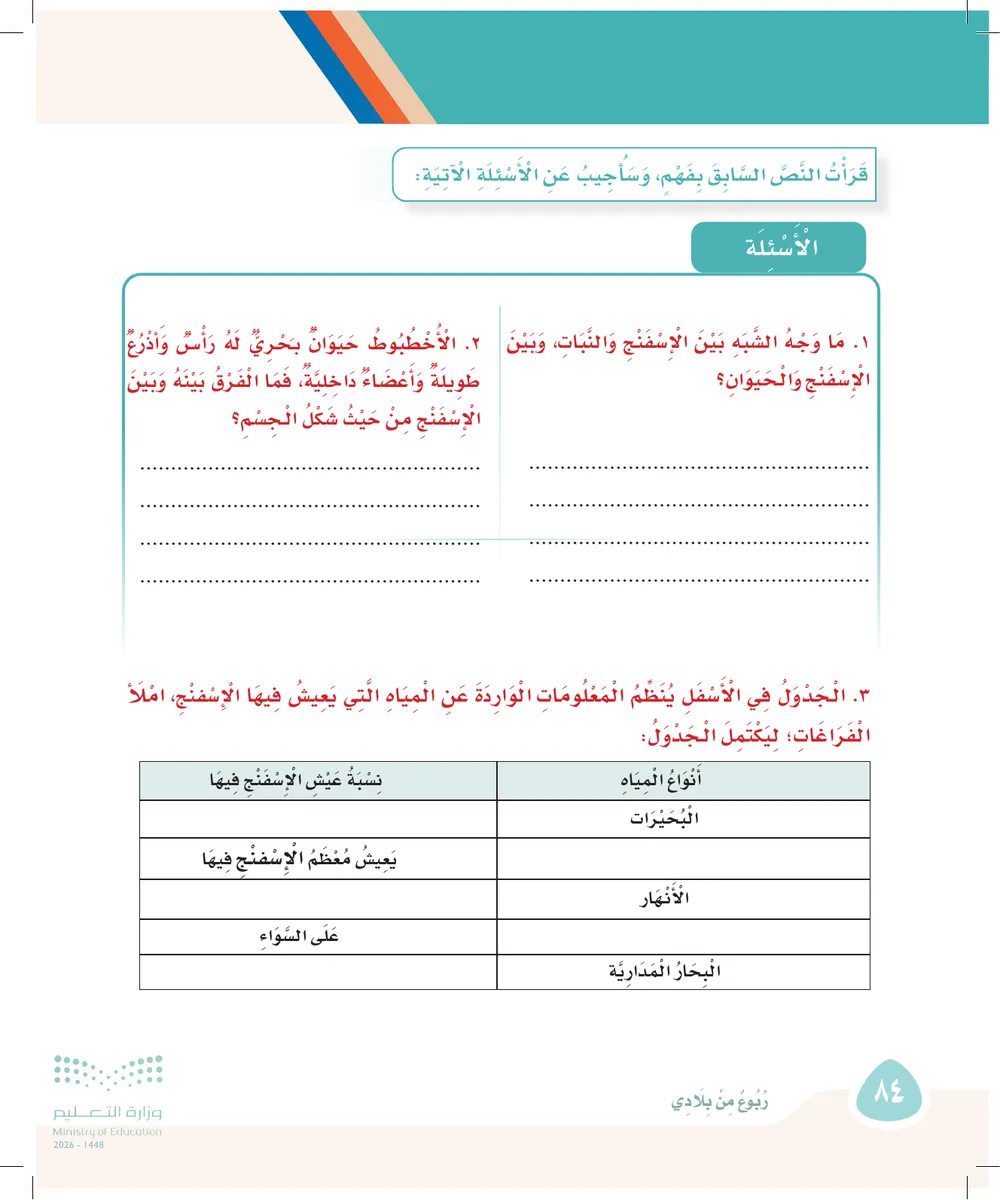 قَرَأْتُ النَّصَّ السَّابِقَ بِفَهْمٍ، وَسَأُجِيبُ عَنِ الْأَسْئِلَةِ الْآتِيَةِ:
الْأَسْئِلَة
١. مَا وَجْهُ الشَّبَهِ بَيْنَ الْإِسْفَنْجِ وَالنَّبَاتِ، وَبَيْنَ
الْإِسْفَنْجِ وَالْحَيَوَانِ؟
................................................
................................................
................................................
................................................
٢. الْأُخْطُبُوطُ حَيَوَانٌ بَحْرِيٌّ لَهُ رَأْسٌ وَأَذْرُعٌ
طَوِيلَةٌ وَأَعْضَاءٌ دَاخِلِيَّةٌ، فَمَا الْفَرْقُ بَيْنَهُ وَبَيْنَ
الْإِسْفَنْجِ مِنْ حَيْثُ شَكْلُ الْجِسْمِ؟
................................................
................................................
................................................
................................................
٣. الْجَدْوَلُ فِي الْأَسْفَلِ يُنَظِّمُ الْمَعْلُومَاتِ الْوَارِدَةَ عَنِ الْمِيَاهِ الَّتِي يَعِيشُ فِيهَا الْإِسْفنْج، امْلَأ
الْفَرَاغَاتِ؛ لِيَكْتَمِلَ الْجَدْوَلُ:
أَنْوَاعُ الْمِيَاهِ نِسْبَةُ عَيْشِ الْإِسْفَنْجِ فِيهَا
الْبُحَيْرَات
يَعِيشُ مُعْظَمُ الْإِسْفنْجِ فِيهَا
الْأَنْهَار
عَلَى السَّوَاءِ
الْبِحَارُ الْمَدَارِيَّة
رُبُوعُ مِنْ بِلَادِي
٨٤
وزارة التعليم
Ministry of Education
2026 - 1448